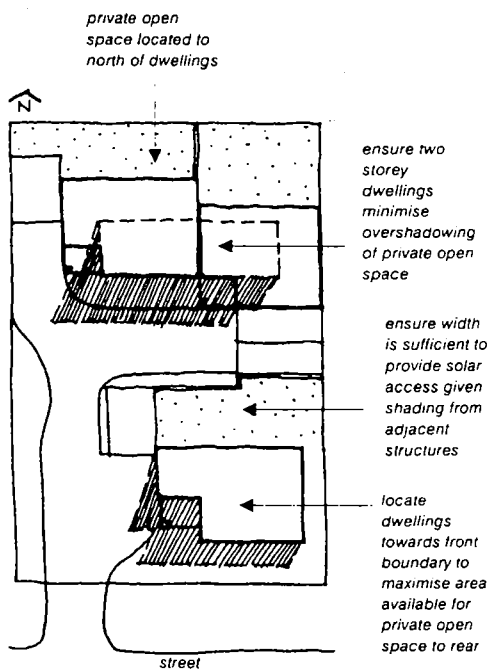 private open
space located to
north of dwellings
N
ensure two
storey
dwellings
minimise
overshadowing
of private open
space
ensure width
is sufficient to
provide solar
access given
shading from
adjacent
structures
locate
dwellings
towards front
boundary to
maximise area
available for
private open
space to rear
street